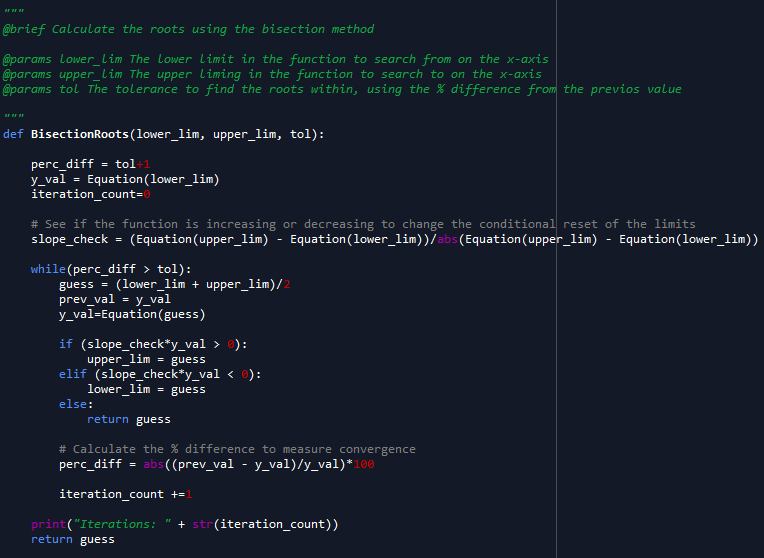 """
@brief Calculate the roots using the bisection method
@params lower_lim The lower limit in the function to search from on the x-axis
@params upper_lim The upper liming in the function to search to on the x-axis
@params tol The tolerance to find the roots within, using the % difference from the previos value
"""
def BisectionRoots(lower_lim, upper_lim, tol):
    perc_diff = tol+1
    y_val = Equation(lower_lim)
    iteration_count=0
    # See if the function is increasing or decreasing to change the conditional reset of the limits
    slope_check = (Equation(upper_lim) - Equation(lower_lim))/abs(Equation(upper_lim) - Equation(lower_lim))
    while(perc_diff > tol):
        guess = (lower_lim + upper_lim)/2
        prev_val = y_val
        y_val=Equation(guess)
        if (slope_check*y_val > 0):
            upper_lim = guess
        elif (slope_check*y_val < 0):
            lower_lim = guess
        else:
            return guess
        # Calculate the % difference to measure convergence
        perc_diff = abs((prev_val - y_val)/y_val)*100
        iteration_count +=1
    print("Iterations: " + str(iteration_count))
    return guess